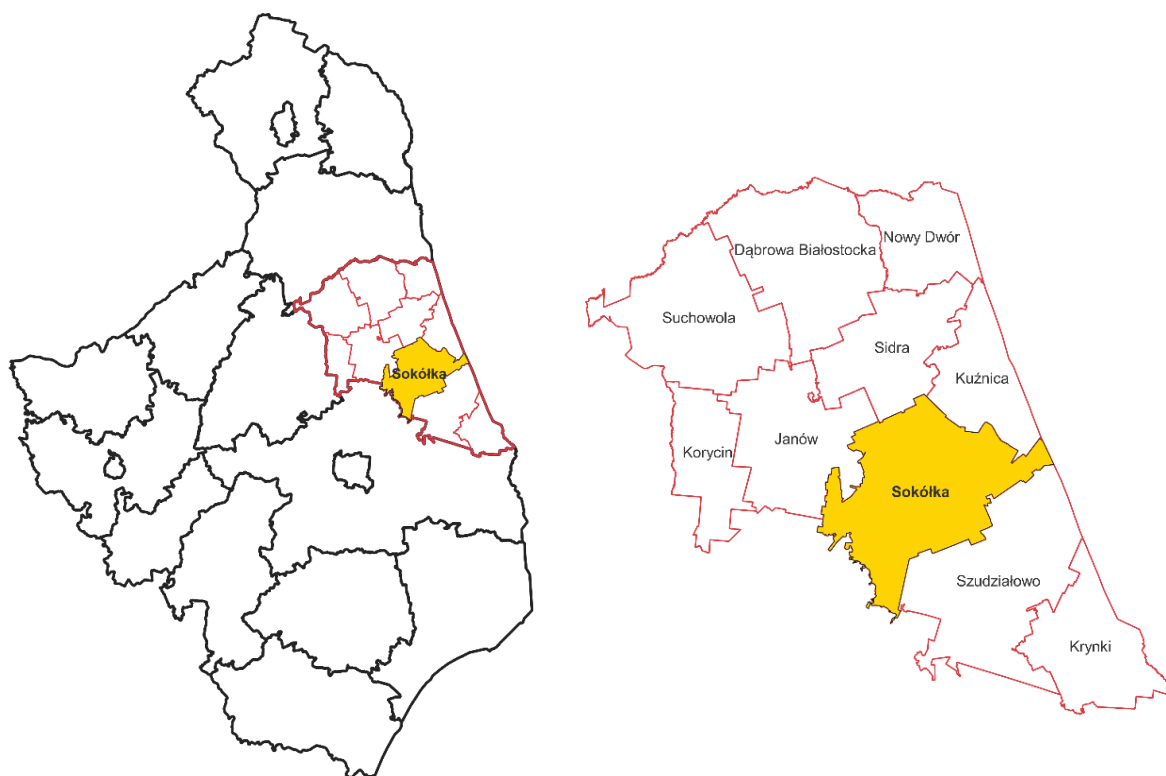 Sokółka
Nowy Dwór
Dąbrowa Białostocka
Suchowola
Sidra
Kuźnica
Janów
Korycin
Sokółka
Szudziałowo
Krynki